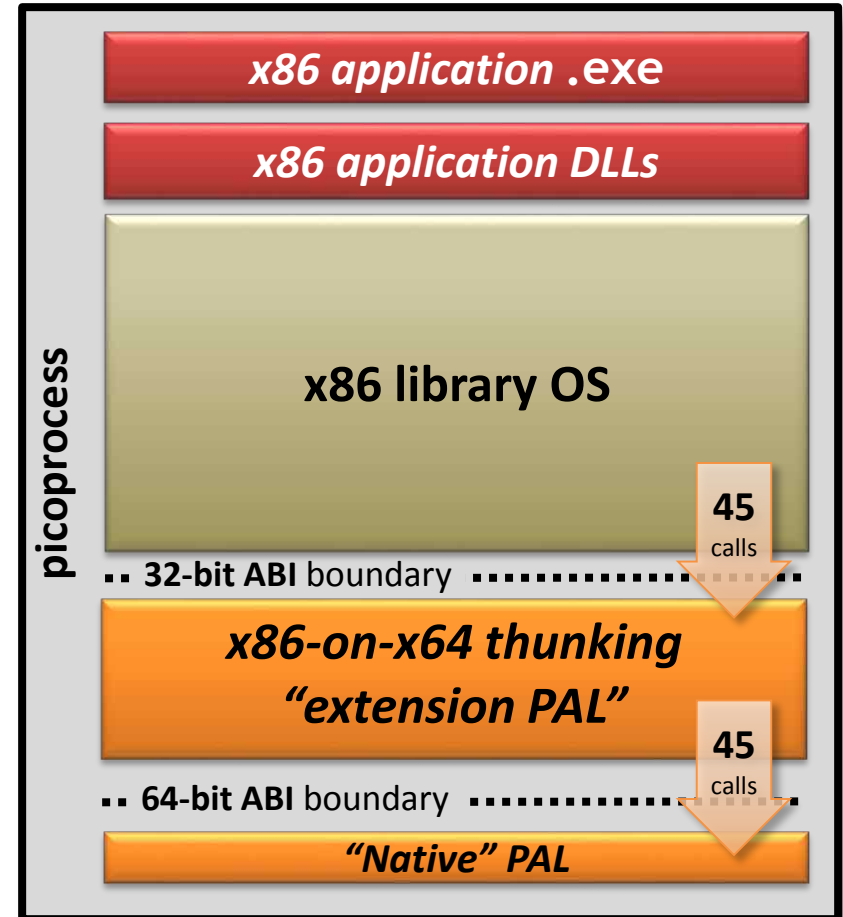 x86 application .exe
x86 application DLLs
picoprocess
x86 library OS
45
calls
32-bit ABI boundary
x86-on-x64 thunking
“extension PAL”
45
calls
64-bit ABI boundary
“Native” PAL